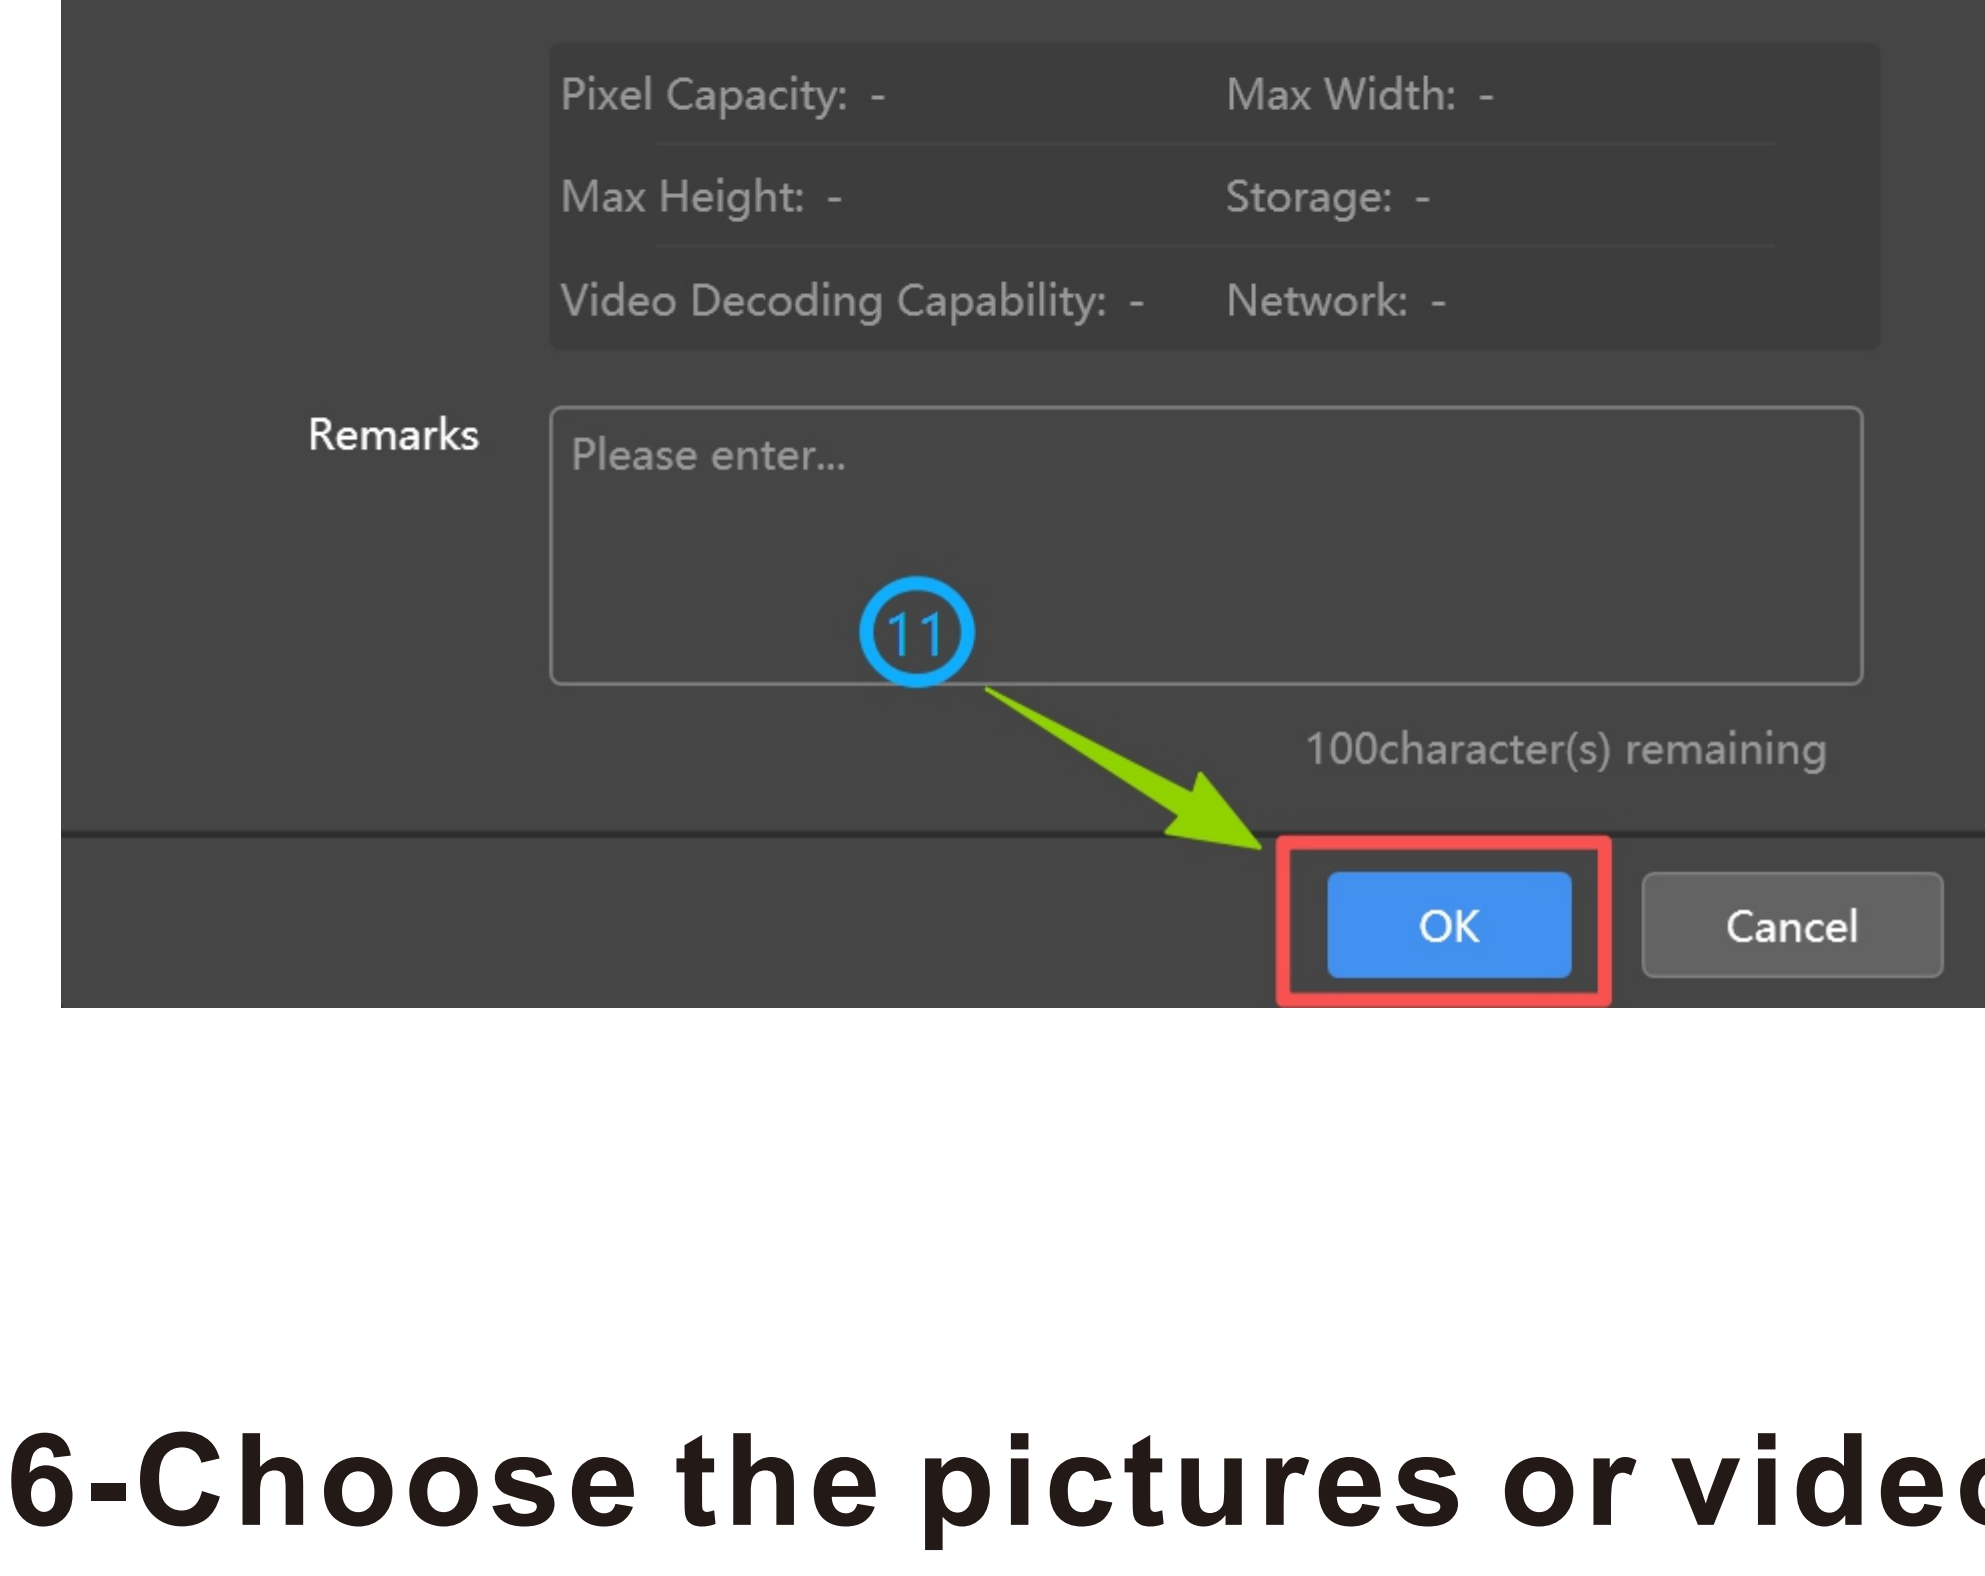 Pixel Capacity: - Max Width: -
Max Height: - Storage: -
Video Decoding Capability: - Network: -
Remarks
Please enter...
11
100character(s) remaining
OK Cancel
6-Choose the pictures or